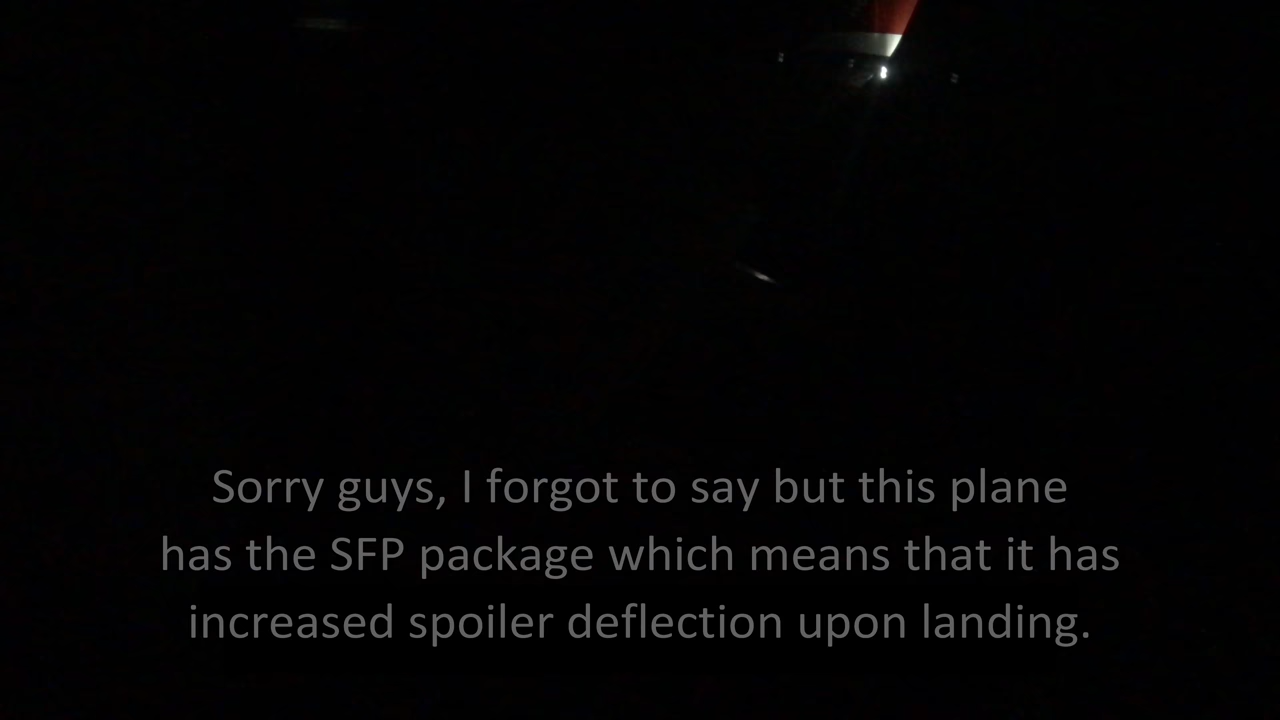 Sorry guys, I forgot to say but this plane
has the SFP package which means that it has
increased spoiler deflection upon landing.